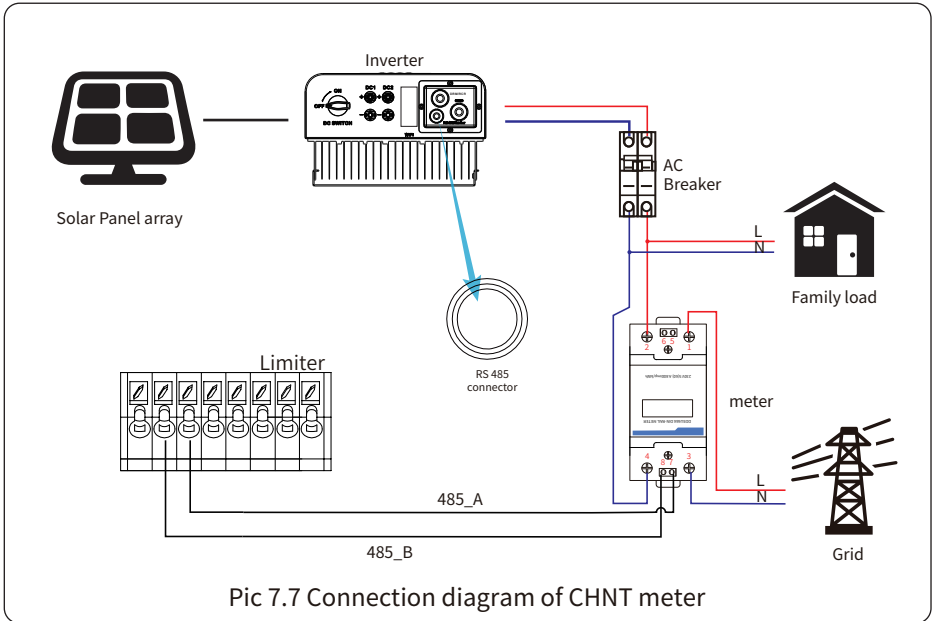 Inverter
ON
OFF
DC SWITCH
DC1
DC2
+
+
−
−
WIFI
Solar Panel array
AC
Breaker
L
N
Family load
RS 485
connector
Limiter
2
6 5
1
meter
4
8 7
3
L
N
Grid
485_A
485_B
Pic 7.7 Connection diagram of CHNT meter